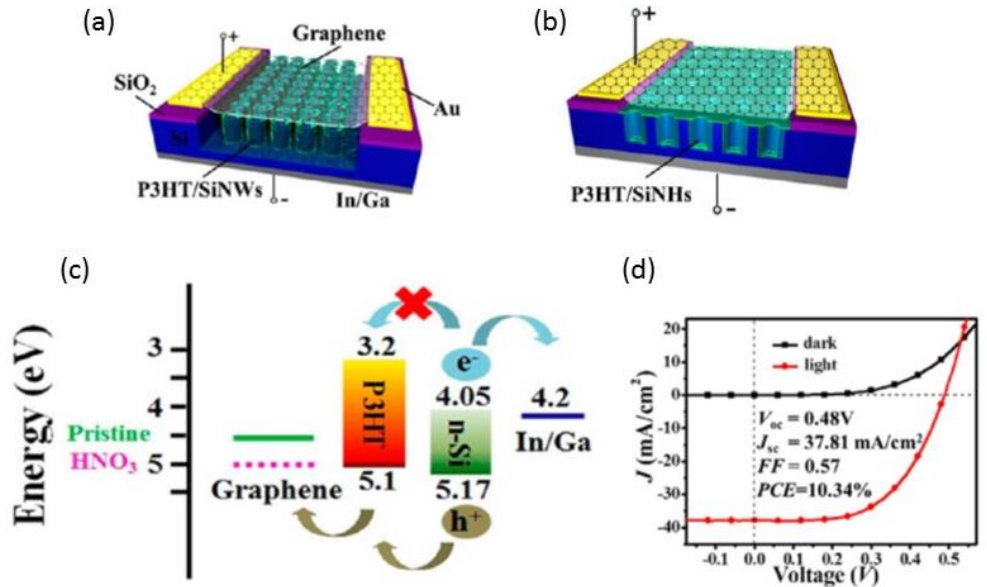 (a)
+
Graphene
SiO2
Au
Si
P3HT/SiNWs
-
In/Ga
(b)
+
P3HT/SiNHs
-
(c)
Energy (eV)
3
4
5
Pristine
HNO3
Graphene
3.2
P3HT
5.1
e-
4.05
n-Si
5.17
h+
4.2
In/Ga
(d)
J (mA/cm2)
20
10
0
-10
-20
-30
-40
dark
light
Voc = 0.48V
Jsc = 37.81 mA/cm2
FF = 0.57
PCE=10.34%
-0.1 0.0 0.1 0.2 0.3 0.4 0.5
Voltage (V)